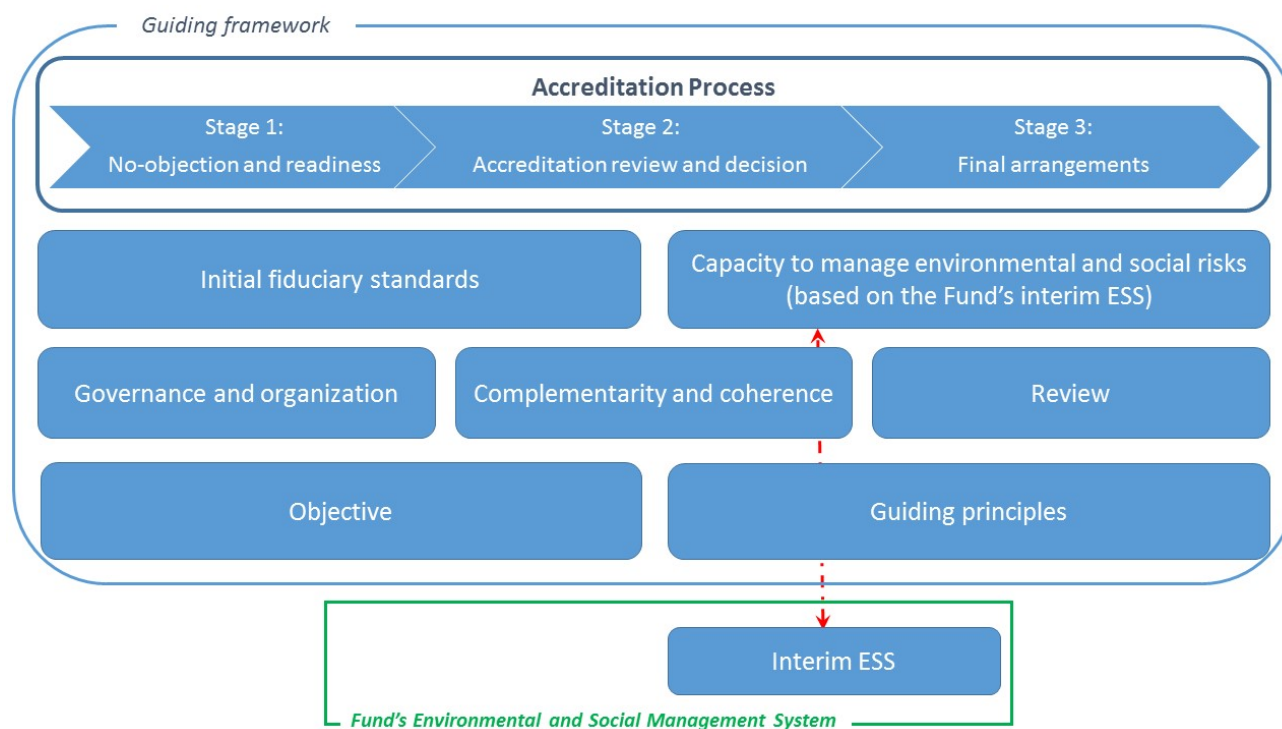 Guiding framework
Accreditation Process
Stage 1:
No-objection and readiness
Stage 2:
Accreditation review and decision
Stage 3:
Final arrangements
Initial fiduciary standards
Capacity to manage environmental and social risks
(based on the Fund's interim ESS)
Governance and organization
Complementarity and coherence
Review
Objective
Guiding principles
Interim ESS
Fund's Environmental and Social Management System